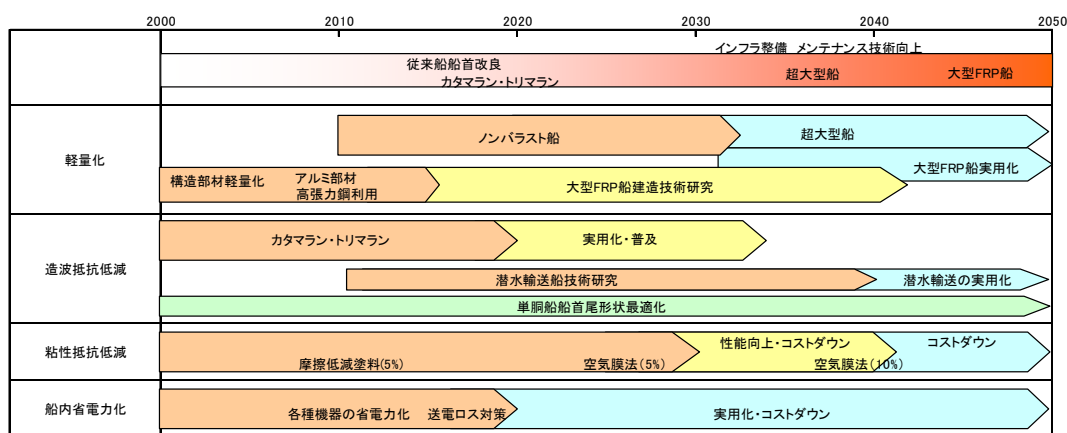 2000 2010 2020 2030 2040 2050
インフラ整備 メンテナンス技術向上
従来船船首改良
カタマラン・トリマラン
超大型船
大型FRP船
軽量化
ノンバラスト船
超大型船
大型FRP船実用化
構造部材軽量化
アルミ部材
高張力鋼利用
大型FRP船建造技術研究
造波抵抗低減
カタマラン・トリマラン
実用化・普及
潜水輸送船技術研究
潜水輸送の実用化
単胴船船首尾形状最適化
粘性抵抗低減
摩擦低減塗料(5%)
空気膜法(5%)
性能向上・コストダウン
空気膜法(10%)
コストダウン
船内省電力化
各種機器の省電力化 送電ロス対策
実用化・コストダウン